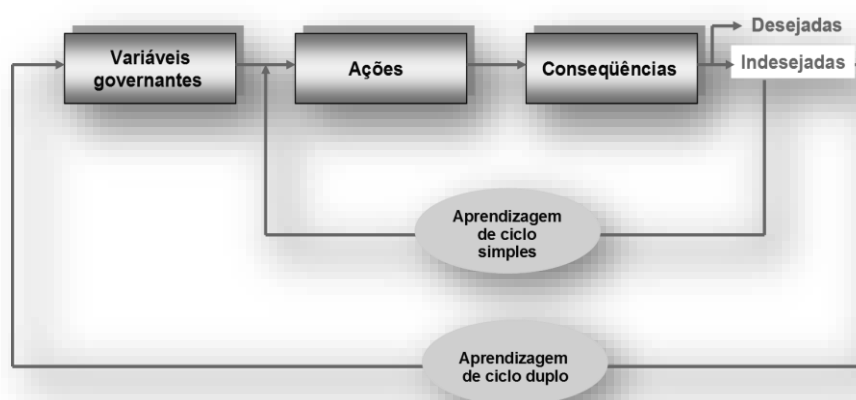 Variáveis
governantes
Ações
Conseqüências
Desejadas
Indesejadas
Aprendizagem
de ciclo
simples
Aprendizagem
de ciclo duplo